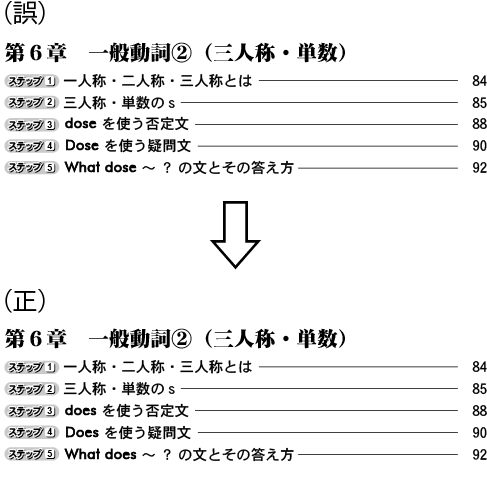 （誤）
第６章　一般動詞②（三人称・単数）
ステップ 1 一人称・二人称・三人称とは 84
ステップ 2 三人称・単数のｓ 85
ステップ 3 dose を使う否定文 88
ステップ 4 Dose を使う疑問文 90
ステップ 5 What dose ～ ？ の文とその答え方 92
（正）
第６章　一般動詞②（三人称・単数）
ステップ 1 一人称・二人称・三人称とは 84
ステップ 2 三人称・単数のｓ 85
ステップ 3 does を使う否定文 88
ステップ 4 Does を使う疑問文 90
ステップ 5 What does ～ ？ の文とその答え方 92